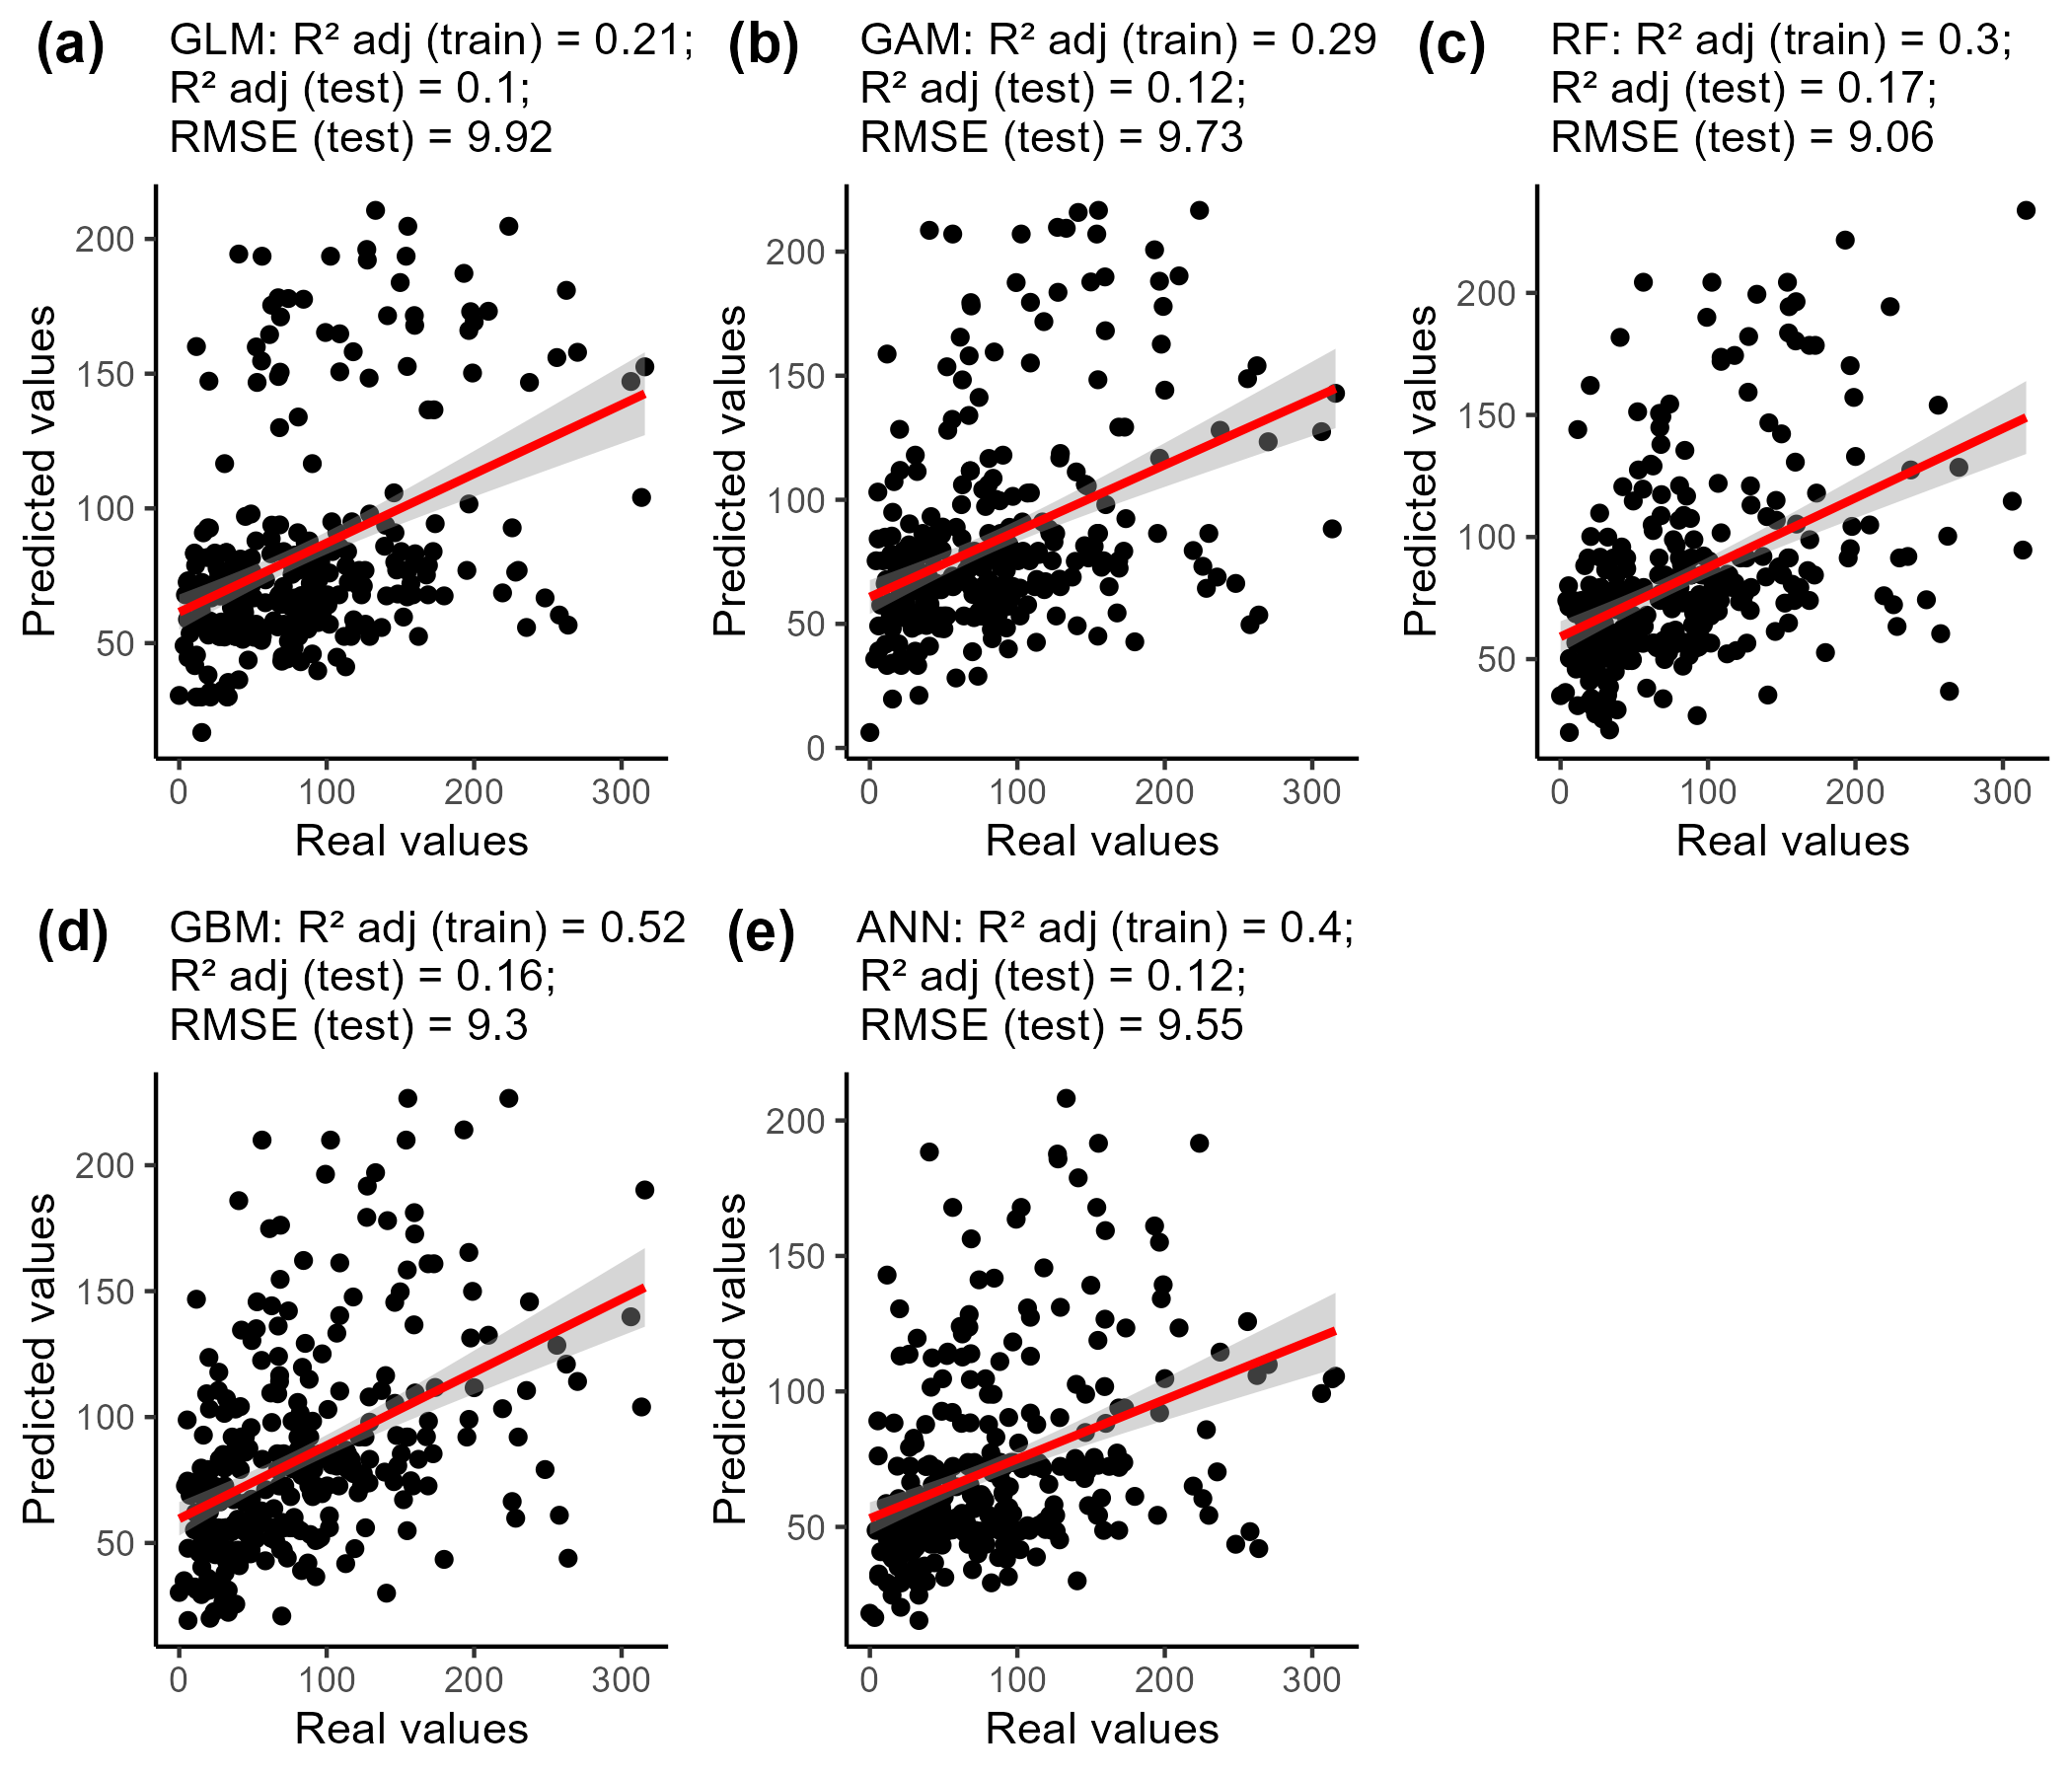 (a) GLM: R² adj (train) = 0.21;
R² adj (test) = 0.1;
RMSE (test) = 9.92
Predicted values
200
150
100
50
0 100 200 300
Real values
(b) GAM: R² adj (train) = 0.29
R² adj (test) = 0.12;
RMSE (test) = 9.73
Predicted values
200
150
100
50
0
0 100 200 300
Real values
(c) RF: R² adj (train) = 0.3;
R² adj (test) = 0.17;
RMSE (test) = 9.06
Predicted values
200
150
100
50
0 100 200 300
Real values
(d) GBM: R² adj (train) = 0.52
R² adj (test) = 0.16;
RMSE (test) = 9.3
Predicted values
200
150
100
50
0 100 200 300
Real values
(e) ANN: R² adj (train) = 0.4;
R² adj (test) = 0.12;
RMSE (test) = 9.55
Predicted values
200
150
100
50
0 100 200 300
Real values